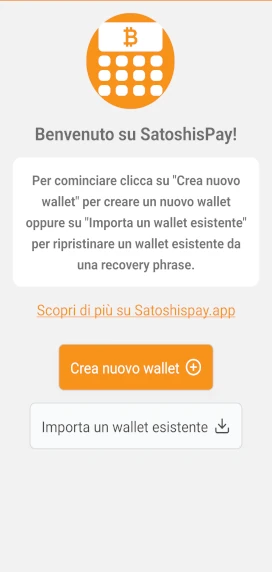 Benvenuto su SatoshisPay!
Per cominciare clicca su "Crea nuovo
wallet" per creare un nuovo wallet
oppure su "Importa un wallet esistente"
per ripristinare un wallet esistente da
una recovery phrase.
Scopri di più su Satoshispay.app
Crea nuovo wallet
Importa un wallet esistente